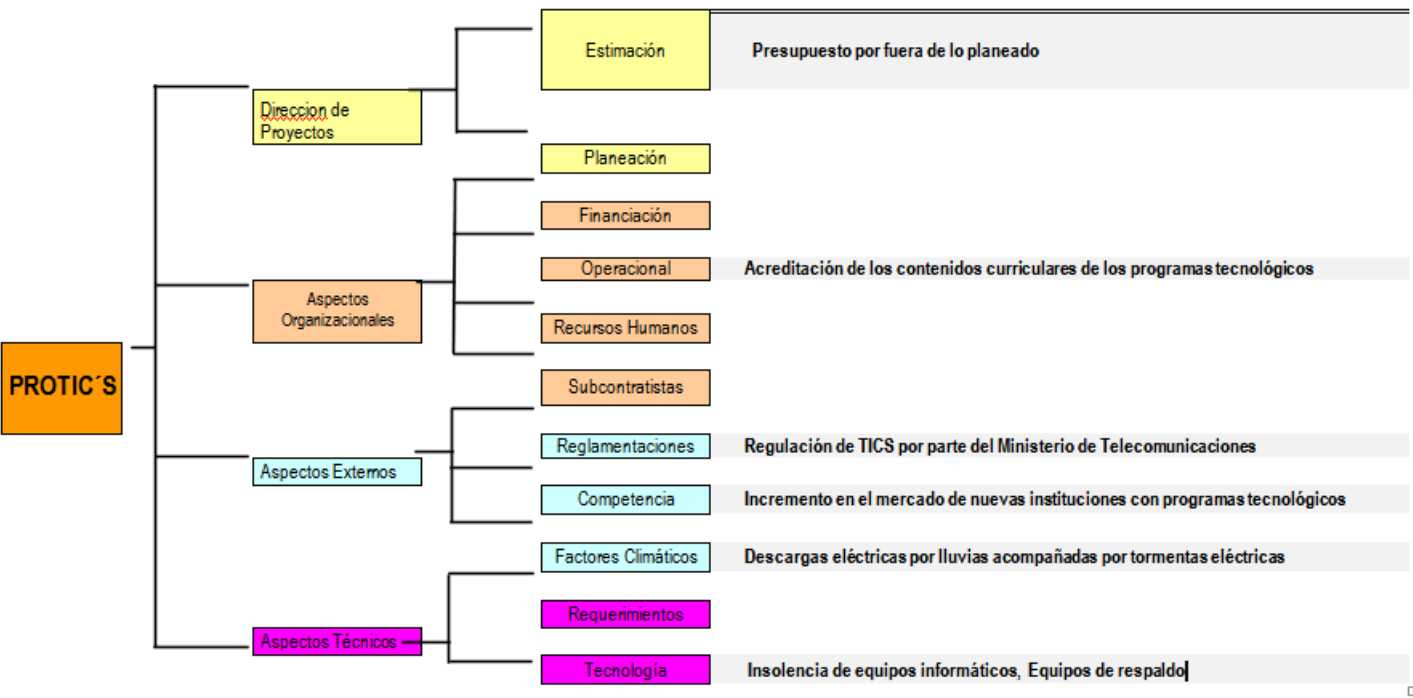 Estimación
Presupuesto por fuera de lo planeado
Direccion de
Proyectos
Planeación
Financiación
Operacional
Acreditación de los contenidos curriculares de los programas tecnológicos
Aspectos
Organizacionales
Recursos Humanos
PROTIC´S
Subcontratistas
Reglamentaciones
Regulación de TICS por parte del Ministerio de Telecomunicaciones
Aspectos Externos
Competencia
Incremento en el mercado de nuevas instituciones con programas tecnológicos
Factores Climáticos
Descargas eléctricas por lluvias acompañadas por tormentas eléctricas
Requerimientos
Aspectos Técnicos
Tecnología
Insolencia de equipos informáticos, Equipos de respaldo